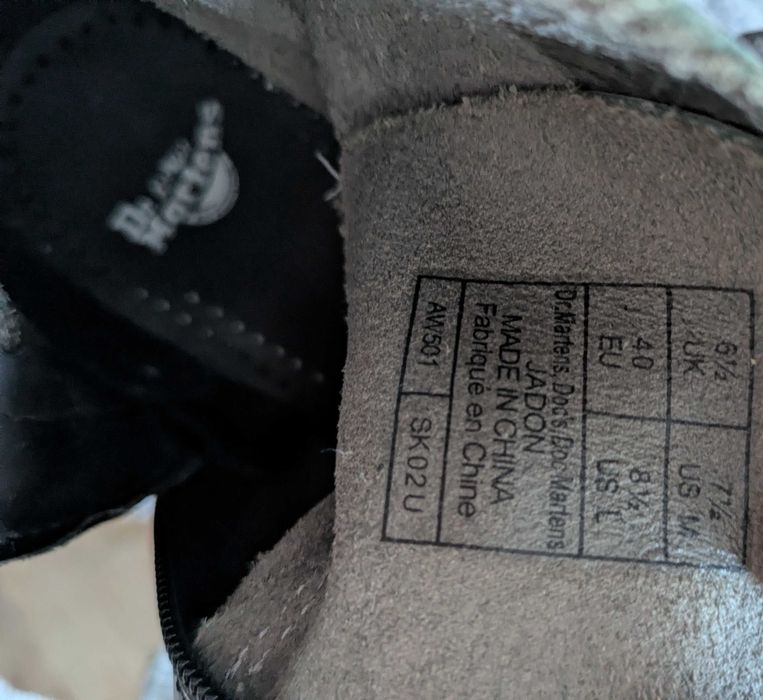 Dr.
Martens
6½ 7½
UK US M
40 8½
EU US L
Dr.Martens, Doc's, Doc Martens
JADON
MADE IN CHINA
Fabriqué en Chine
AW501 SK02U